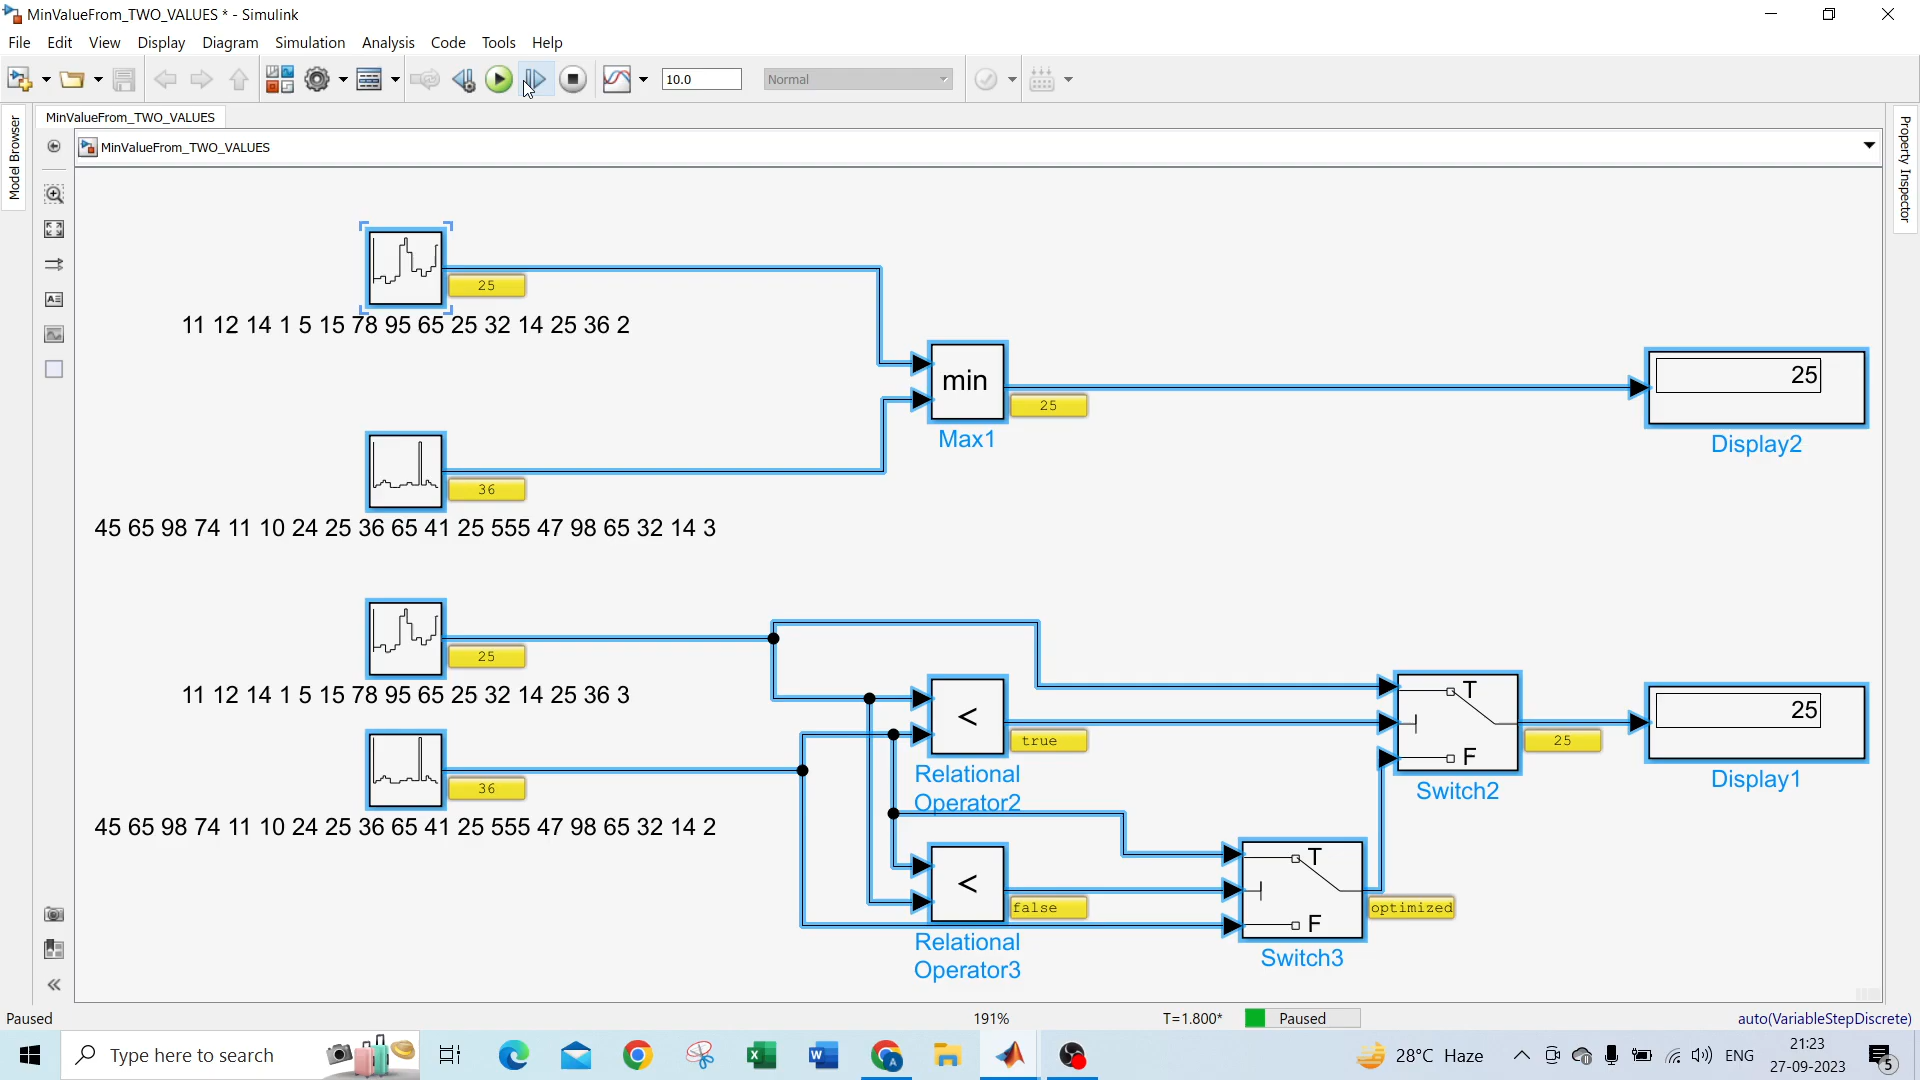 MinValueFrom_TWO_VALUES * - Simulink
File Edit View Display Diagram Simulation Analysis Code Tools Help
10.0
Normal
MinValueFrom_TWO_VALUES
MinValueFrom_TWO_VALUES
Model Browser
Property Inspector
25
11 12 14 1 5 15 78 95 65 25 32 14 25 36 2
min
25
Max1
25
Display2
36
45 65 98 74 11 10 24 25 36 65 41 25 555 47 98 65 32 14 3
25
11 12 14 1 5 15 78 95 65 25 32 14 25 36 3
<
true
Relational
Operator2
T
F
Switch2
25
25
Display1
36
45 65 98 74 11 10 24 25 36 65 41 25 555 47 98 65 32 14 2
<
false
Relational
Operator3
T
F
Switch3
optimized
Paused
191%
T=1.800*
Paused
auto(VariableStepDiscrete)
Type here to search
28°C Haze
ENG
21:23
27-09-2023
5